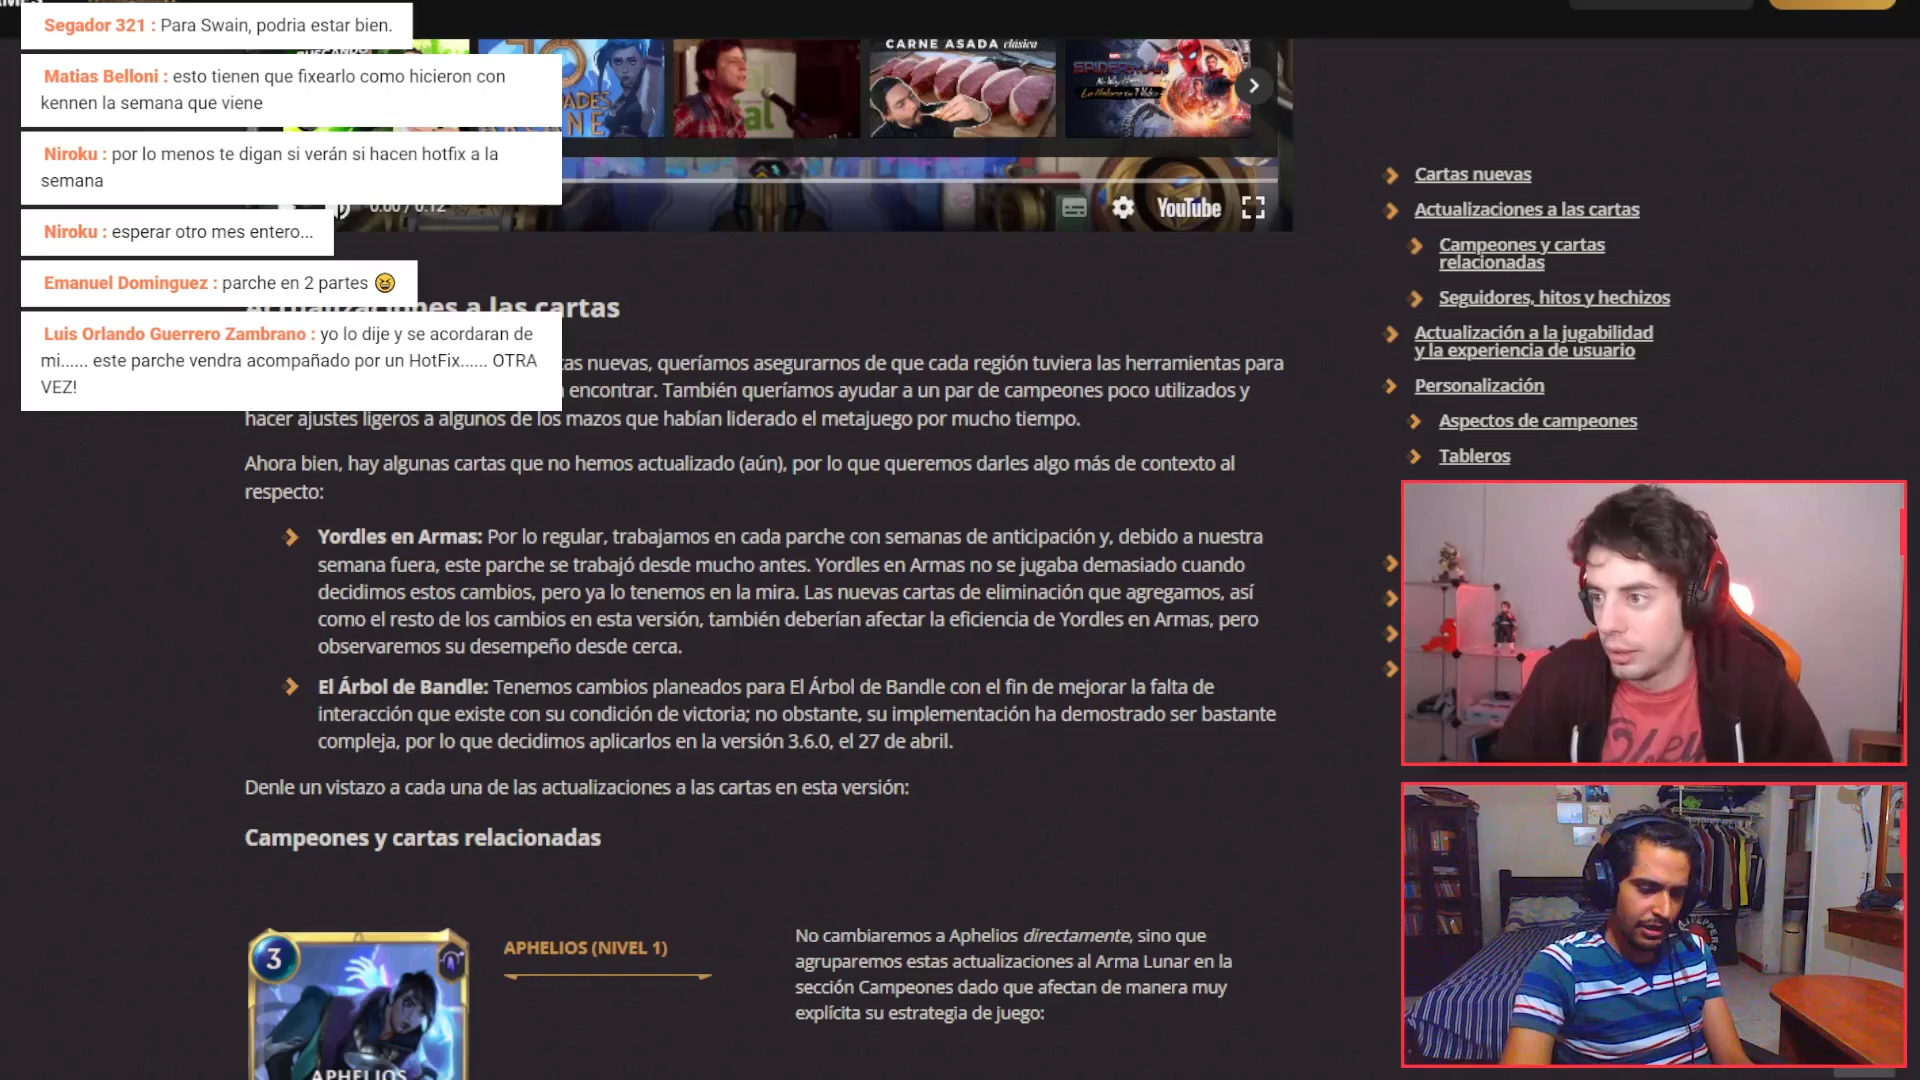 Segador 321 : Para Swain, podria estar bien.
Matias Belloni : esto tienen que fixearlo como hicieron con
kennen la semana que viene
Niroku : por lo menos te digan si verán si hacen hotfix a la
semana
Niroku : esperar otro mes entero...
Emanuel Dominguez : parche en 2 partes 😆
Luis Orlando Guerrero Zambrano : yo lo dije y se acordaran de
mi...... este parche vendra acompañado por un HotFix...... OTRA
VEZ!
CARNE ASADA clásica
SPIDER-MAN
0:00 / 0:12
YouTube
Actualizaciones a las cartas
tas nuevas, queríamos asegurarnos de que cada región tuviera las herramientas para
encontrar. También queríamos ayudar a un par de campeones poco utilizados y
hacer ajustes ligeros a algunos de los mazos que habían liderado el metajuego por mucho tiempo.
Ahora bien, hay algunas cartas que no hemos actualizado (aún), por lo que queremos darles algo más de contexto al
respecto:
Yordles en Armas: Por lo regular, trabajamos en cada parche con semanas de anticipación y, debido a nuestra
semana fuera, este parche se trabajó desde mucho antes. Yordles en Armas no se jugaba demasiado cuando
decidimos estos cambios, pero ya lo tenemos en la mira. Las nuevas cartas de eliminación que agregamos, así
como el resto de los cambios en esta versión, también deberían afectar la eficiencia de Yordles en Armas, pero
observaremos su desempeño desde cerca.
El Árbol de Bandle: Tenemos cambios planeados para El Árbol de Bandle con el fin de mejorar la falta de
interacción que existe con su condición de victoria; no obstante, su implementación ha demostrado ser bastante
compleja, por lo que decidimos aplicarlos en la versión 3.6.0, el 27 de abril.
Denle un vistazo a cada una de las actualizaciones a las cartas en esta versión:
Campeones y cartas relacionadas
3
APHELIOS
APHELIOS (NIVEL 1)
No cambiaremos a Aphelios directamente, sino que
agruparemos estas actualizaciones al Arma Lunar en la
sección Campeones dado que afectan de manera muy
explícita su estrategia de juego:
Cartas nuevas
Actualizaciones a las cartas
Campeones y cartas
relacionadas
Seguidores, hitos y hechizos
Actualización a la jugabilidad
y la experiencia de usuario
Personalización
Aspectos de campeones
Tableros